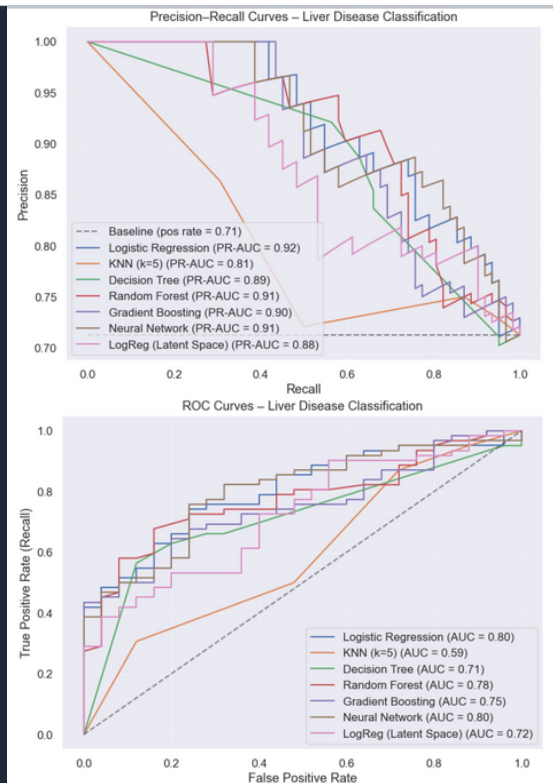 Precision–Recall Curves – Liver Disease Classification
1.00
0.95
0.90
0.85
0.80
0.75
0.70
Precision
Baseline (pos rate = 0.71)
Logistic Regression (PR-AUC = 0.92)
KNN (k=5) (PR-AUC = 0.81)
Decision Tree (PR-AUC = 0.89)
Random Forest (PR-AUC = 0.91)
Gradient Boosting (PR-AUC = 0.90)
Neural Network (PR-AUC = 0.91)
LogReg (Latent Space) (PR-AUC = 0.88)
0.0 0.2 0.4 0.6 0.8 1.0
Recall
ROC Curves – Liver Disease Classification
1.0
0.8
0.6
0.4
0.2
0.0
True Positive Rate (Recall)
Logistic Regression (AUC = 0.80)
KNN (k=5) (AUC = 0.59)
Decision Tree (AUC = 0.71)
Random Forest (AUC = 0.78)
Gradient Boosting (AUC = 0.75)
Neural Network (AUC = 0.80)
LogReg (Latent Space) (AUC = 0.72)
0.0 0.2 0.4 0.6 0.8 1.0
False Positive Rate